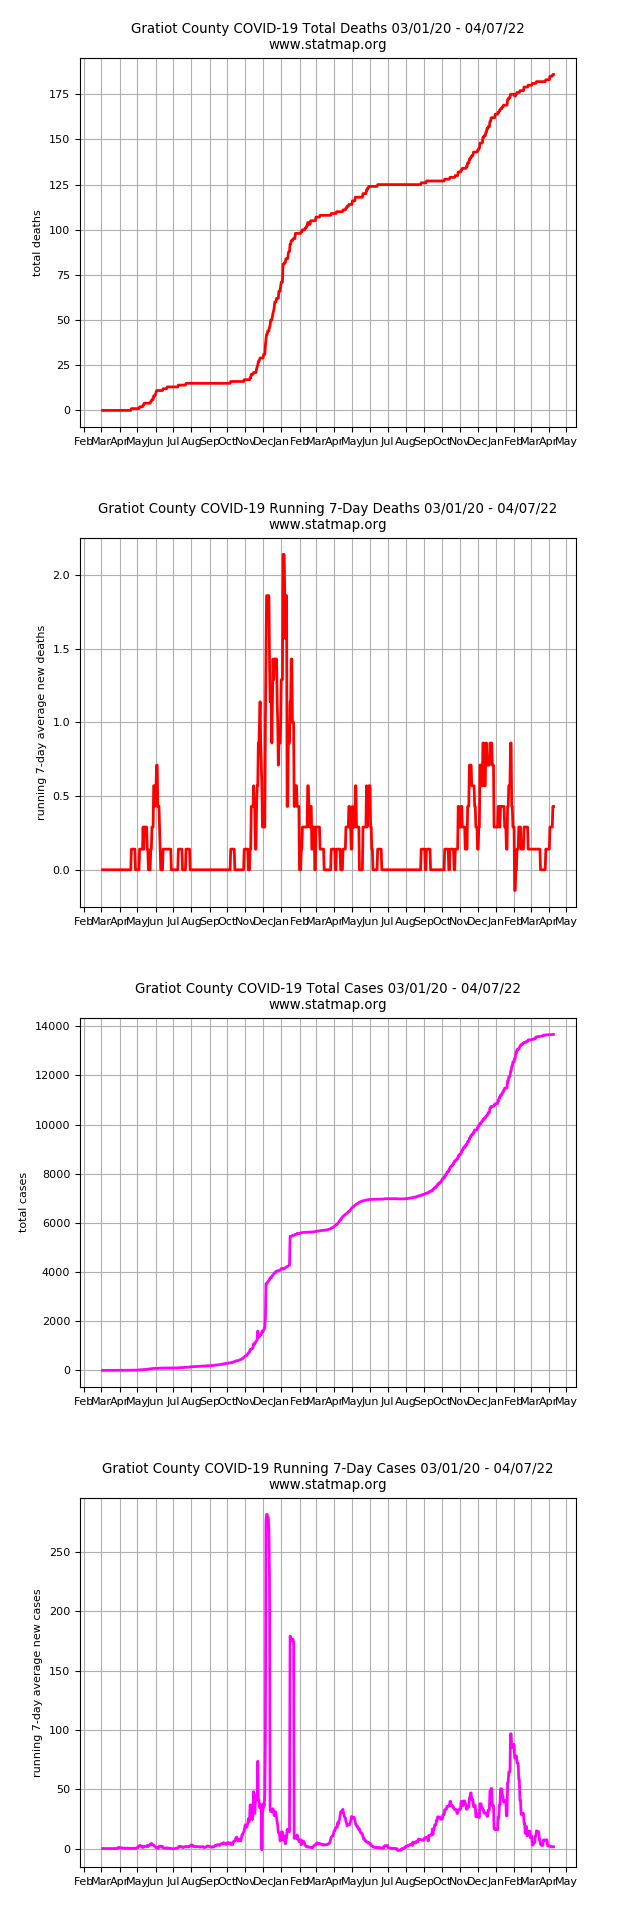 Gratiot County COVID-19 Total Deaths 03/01/20 - 04/07/22
www.statmap.org
175
150
125
100
75
50
25
0
total deaths
Feb Mar Apr May Jun Jul Aug Sep Oct Nov Dec Jan Feb Mar Apr May Jun Jul Aug Sep Oct Nov Dec Jan Feb Mar Apr May
Gratiot County COVID-19 Running 7-Day Deaths 03/01/20 - 04/07/22
www.statmap.org
2.0
1.5
1.0
0.5
0.0
running 7-day average new deaths
Feb Mar Apr May Jun Jul Aug Sep Oct Nov Dec Jan Feb Mar Apr May Jun Jul Aug Sep Oct Nov Dec Jan Feb Mar Apr May
Gratiot County COVID-19 Total Cases 03/01/20 - 04/07/22
www.statmap.org
14000
12000
10000
8000
6000
4000
2000
0
total cases
Feb Mar Apr May Jun Jul Aug Sep Oct Nov Dec Jan Feb Mar Apr May Jun Jul Aug Sep Oct Nov Dec Jan Feb Mar Apr May
Gratiot County COVID-19 Running 7-Day Cases 03/01/20 - 04/07/22
www.statmap.org
250
200
150
100
50
0
running 7-day average new cases
Feb Mar Apr May Jun Jul Aug Sep Oct Nov Dec Jan Feb Mar Apr May Jun Jul Aug Sep Oct Nov Dec Jan Feb Mar Apr May